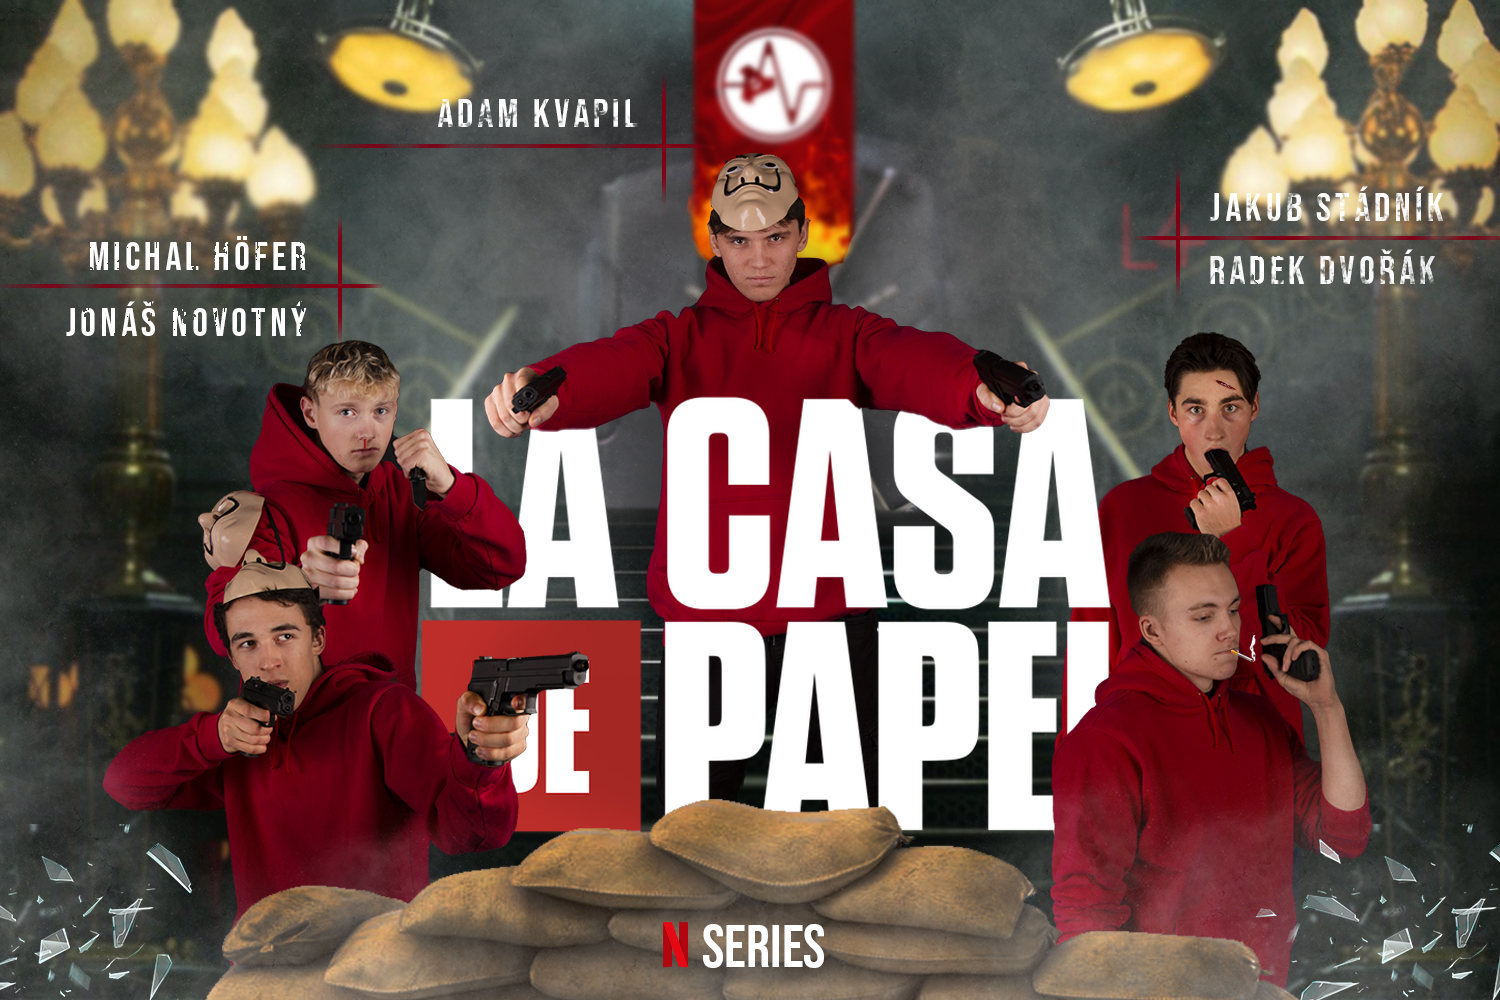 ADAM KVAPIL
JAKUB STÁDNÍK
RADEK DVOŘÁK
MICHAL HÖFER
JONÁŠ NOVOTNÝ
LA CASA
DE PAPEL
N SERIES